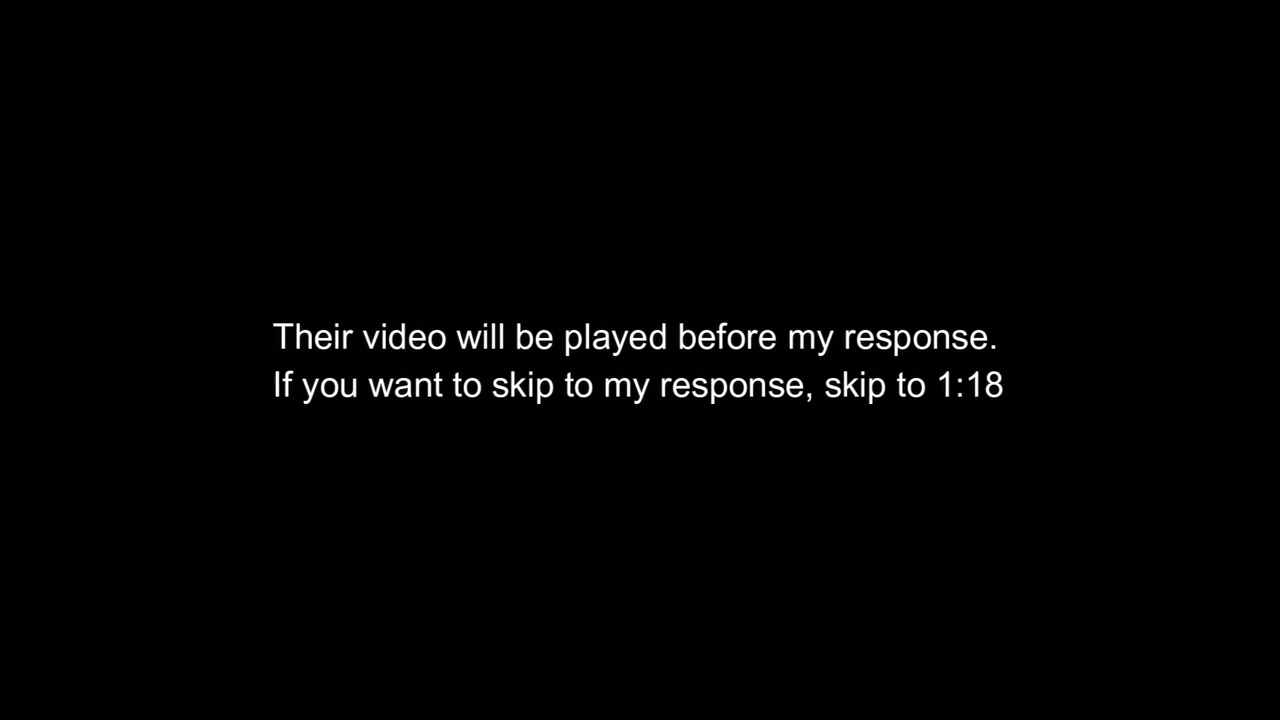 Their video will be played before my response.
If you want to skip to my response, skip to 1:18